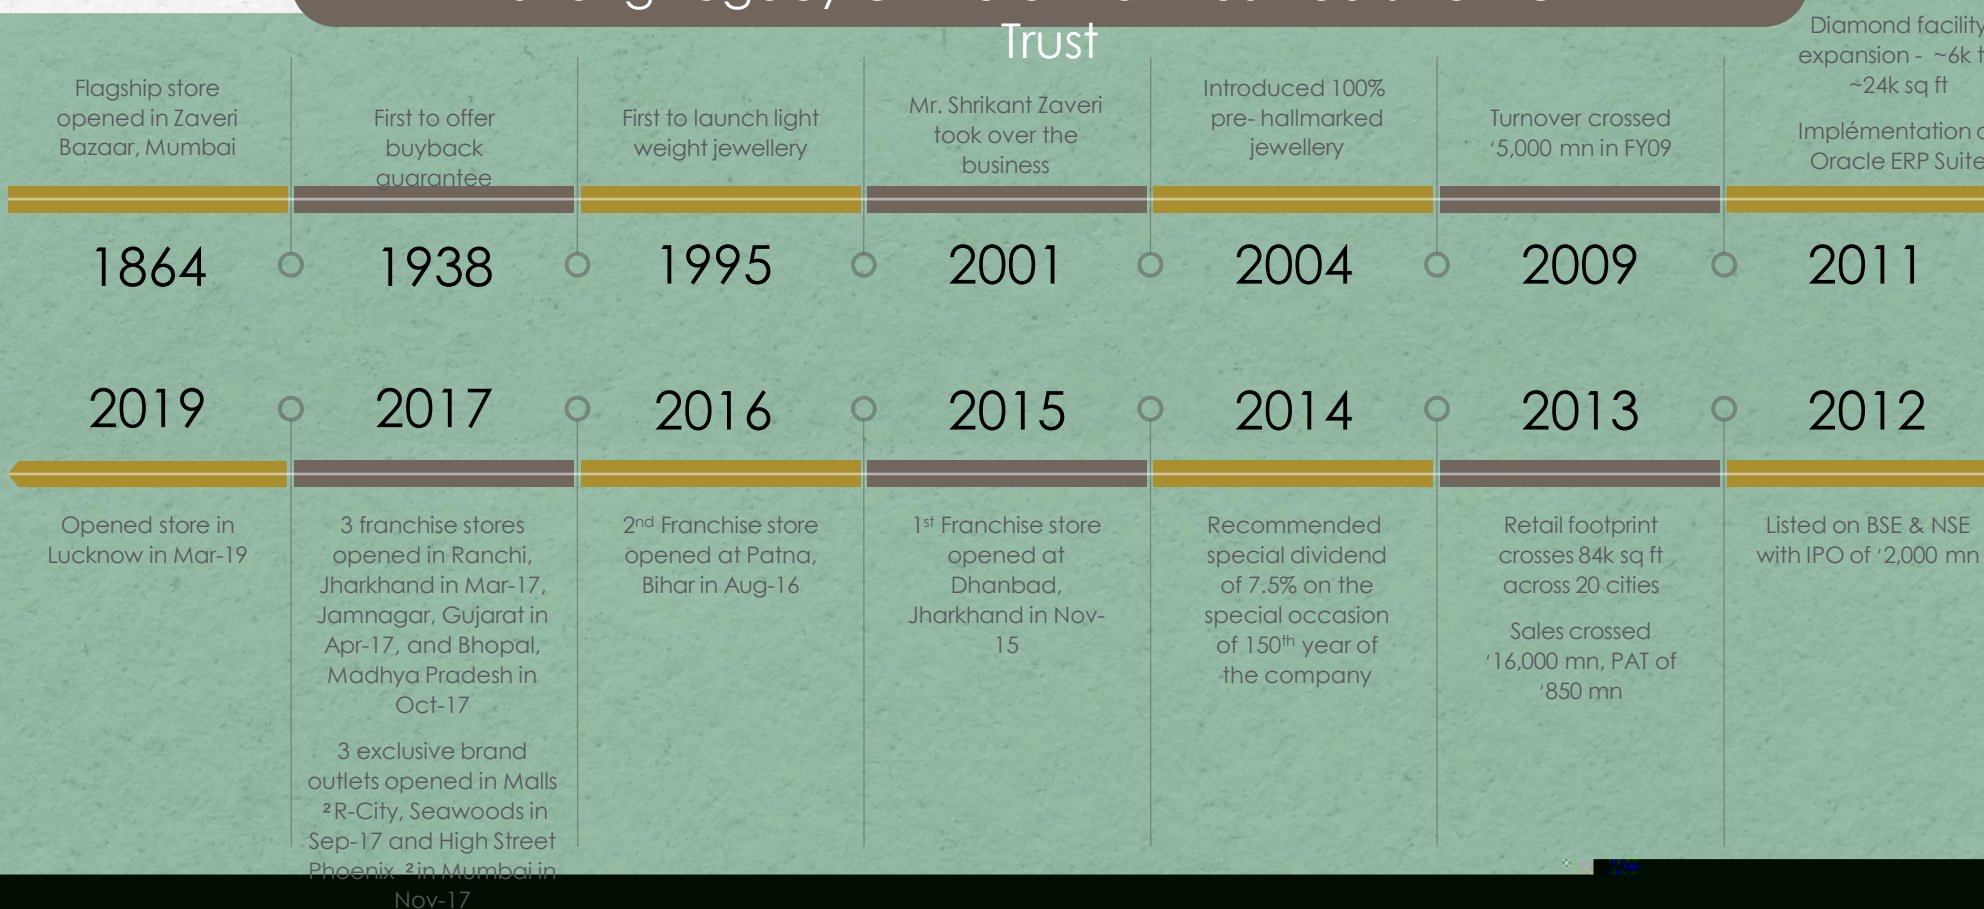 Trust
Flagship store
opened in Zaveri
Bazaar, Mumbai
First to offer
buyback
guarantee
First to launch light
weight jewellery
Mr. Shrikant Zaveri
took over the
business
Introduced 100%
pre- hallmarked
jewellery
Turnover crossed
‘5,000 mn in FY09
Diamond facility
expansion - ~6k
~24k sq ft
Implémentation
Oracle ERP Suite
1864
1938
1995
2001
2004
2009
2011
2019
2017
2016
2015
2014
2013
2012
Opened store in
Lucknow in Mar-19
3 franchise stores
opened in Ranchi,
Jharkhand in Mar-17,
Jamnagar, Gujarat in
Apr-17, and Bhopal,
Madhya Pradesh in
Oct-17
3 exclusive brand
outlets opened in Malls
²R-City, Seawoods in
Sep-17 and High Street
Phoenix ²in Mumbai in
Nov-17
2nd Franchise store
opened at Patna,
Bihar in Aug-16
1st Franchise store
opened at
Dhanbad,
Jharkhand in Nov-
15
Recommended
special dividend
of 7.5% on the
special occasion
of 150th year of
the company
Retail footprint
crosses 84k sq ft
across 20 cities
Sales crossed
‘16,000 mn, PAT of
‘850 mn
Listed on BSE & NSE
with IPO of ‘2,000 mn